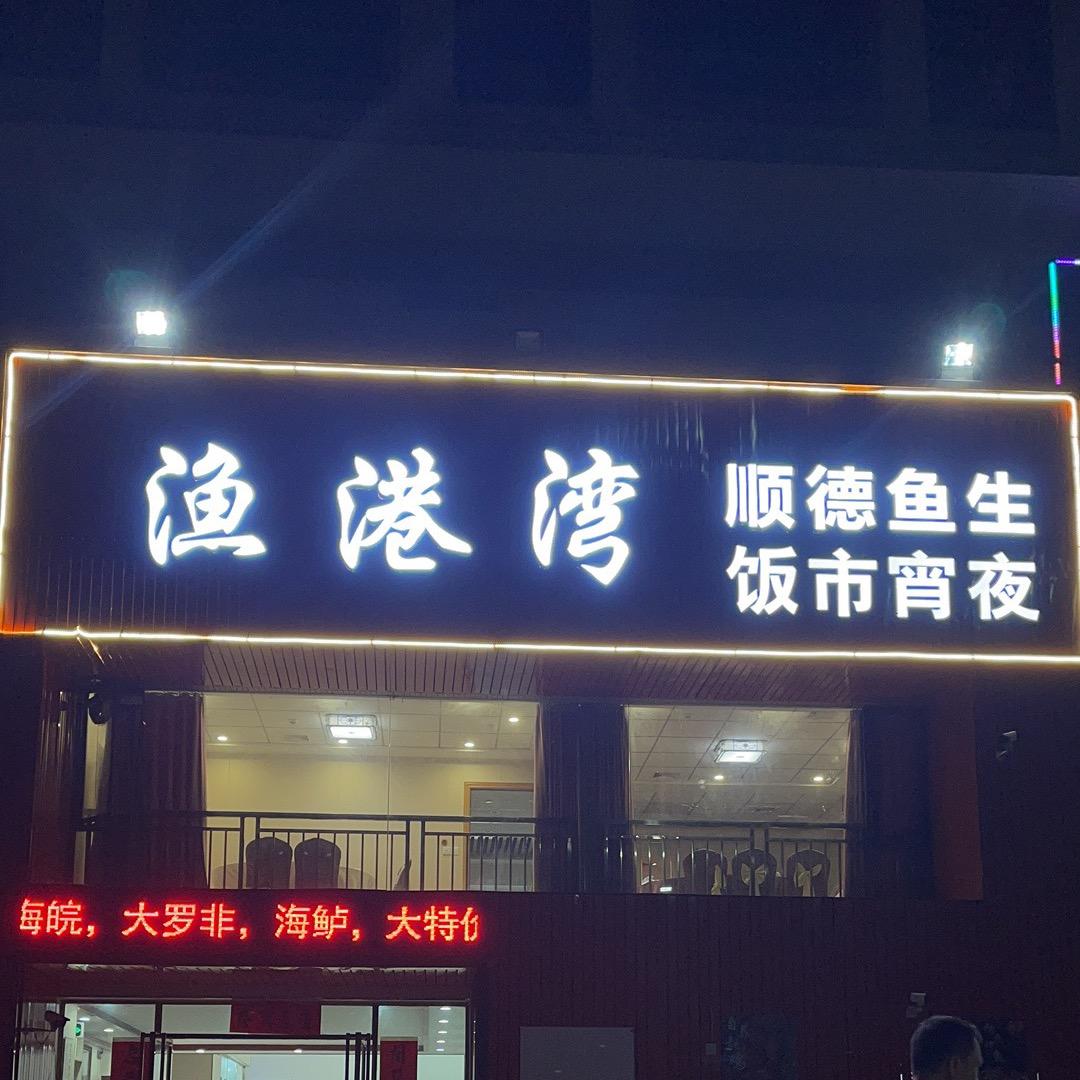 渔港湾
顺德鱼生
饭市宵夜
海皖，大罗非，海鲈，大特价